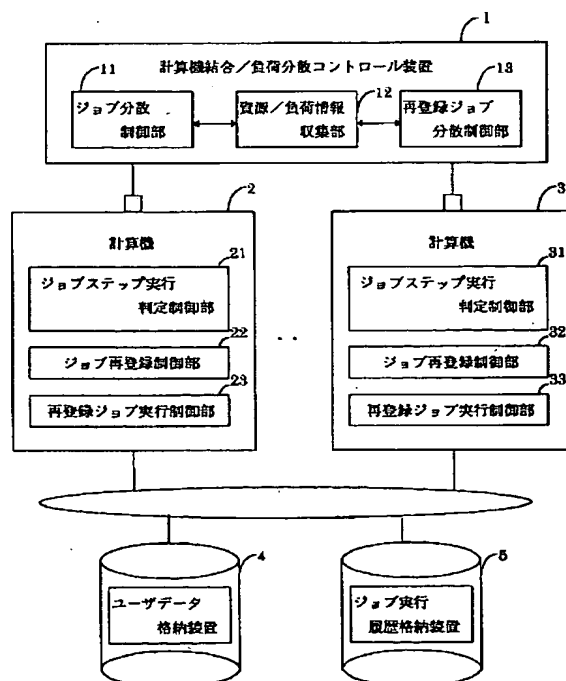 1
計算機結合/負荷分散コントロール装置
11
12
13
ジョブ分散
制御部
資源/負荷情報
収集部
再登録ジョブ
分散制御部
2
3
計算機
計算機
21
31
ジョブステップ実行
判定制御部
ジョブステップ実行
判定制御部
22
32
ジョブ再登録制御部
ジョブ再登録制御部
23
33
再登録ジョブ実行制御部
再登録ジョブ実行制御部
4
5
ユーザデータ
格納装置
ジョブ実行
履歴格納装置